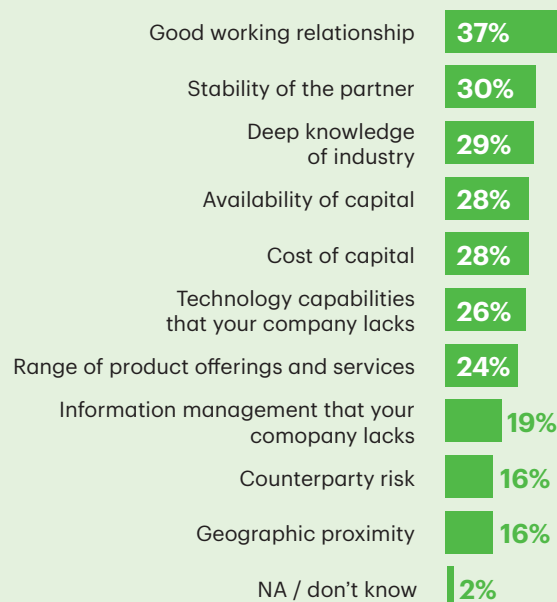 Good working relationship 37%
Stability of the partner 30%
Deep knowledge
of industry 29%
Availability of capital 28%
Cost of capital 28%
Technology capabilities
that your company lacks 26%
Range of product offerings and services 24%
Information management that your
comopany lacks 19%
Counterparty risk 16%
Geographic proximity 16%
NA / don’t know 2%